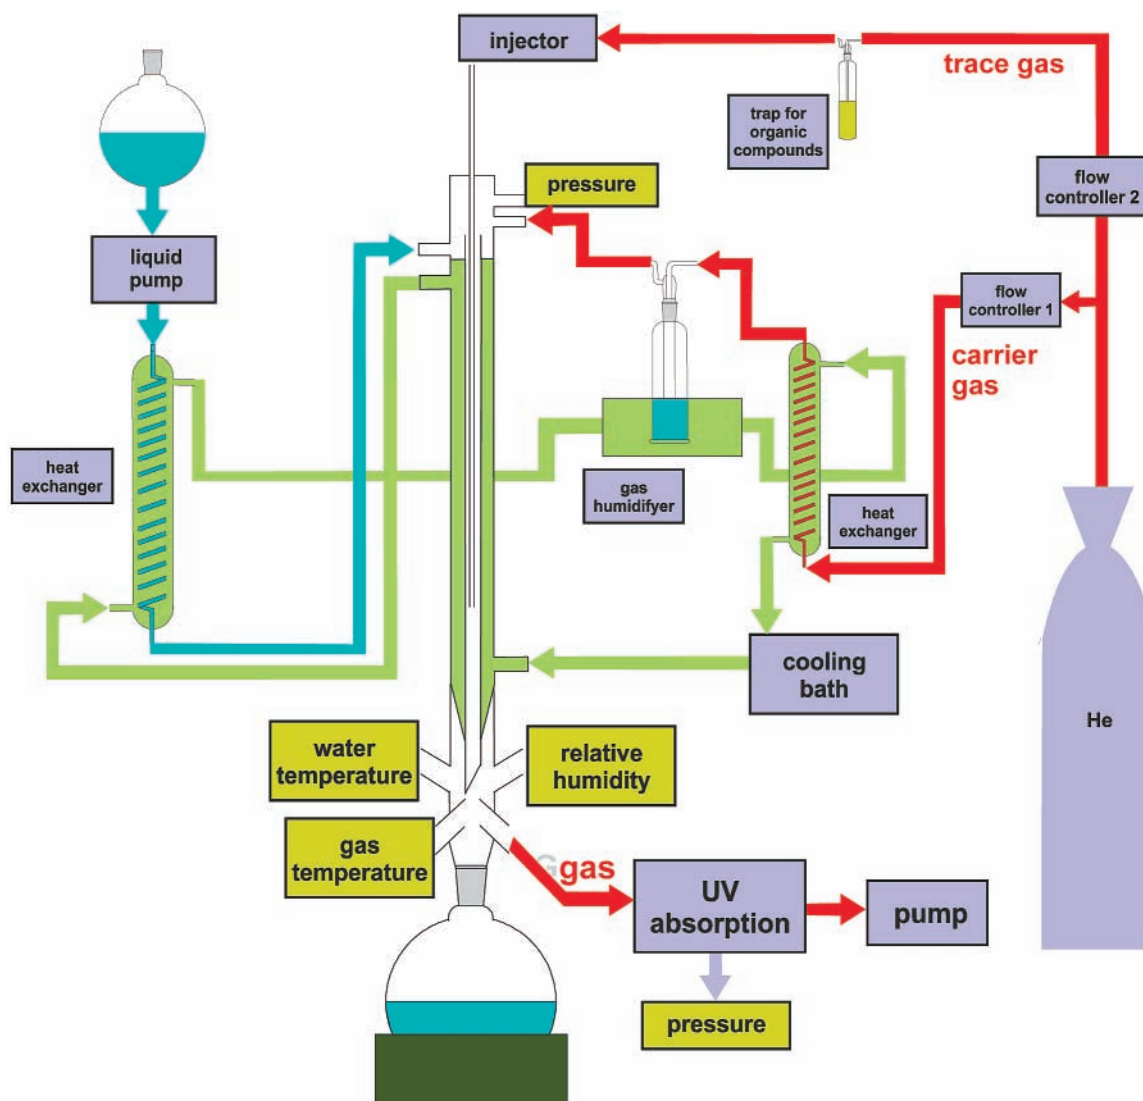 injector
trace gas
trap for
organic
compounds
pressure
flow
controller 2
liquid
pump
flow
controller 1
carrier
gas
heat
exchanger
gas
humidifyer
heat
exchanger
cooling
bath
He
water
temperature
relative
humidity
gas
temperature
G
gas
UV
absorption
pump
pressure